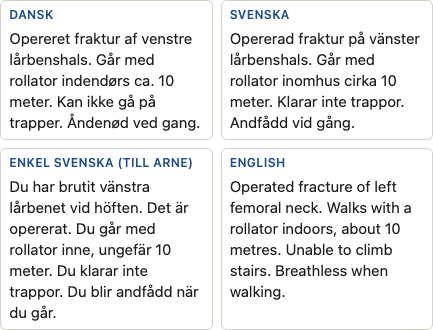 DANSK
Opereret fraktur af venstre
lårbenshals. Går med
rollator indendørs ca. 10
meter. Kan ikke gå på
trapper. Åndenød ved gang.
SVENSKA
Opererad fraktur på vänster
lårbenshals. Går med
rollator inomhus cirka 10
meter. Klarar inte trappor.
Andfådd vid gång.
ENKEL SVENSKA (TILL ARNE)
Du har brutit vänstra
lårbenet vid höften. Det är
opererat. Du går med
rollator inne, ungefär 10
meter. Du klarar inte
trappor. Du blir andfådd när
du går.
ENGLISH
Operated fracture of left
femoral neck. Walks with a
rollator indoors, about 10
metres. Unable to climb
stairs. Breathless when
walking.